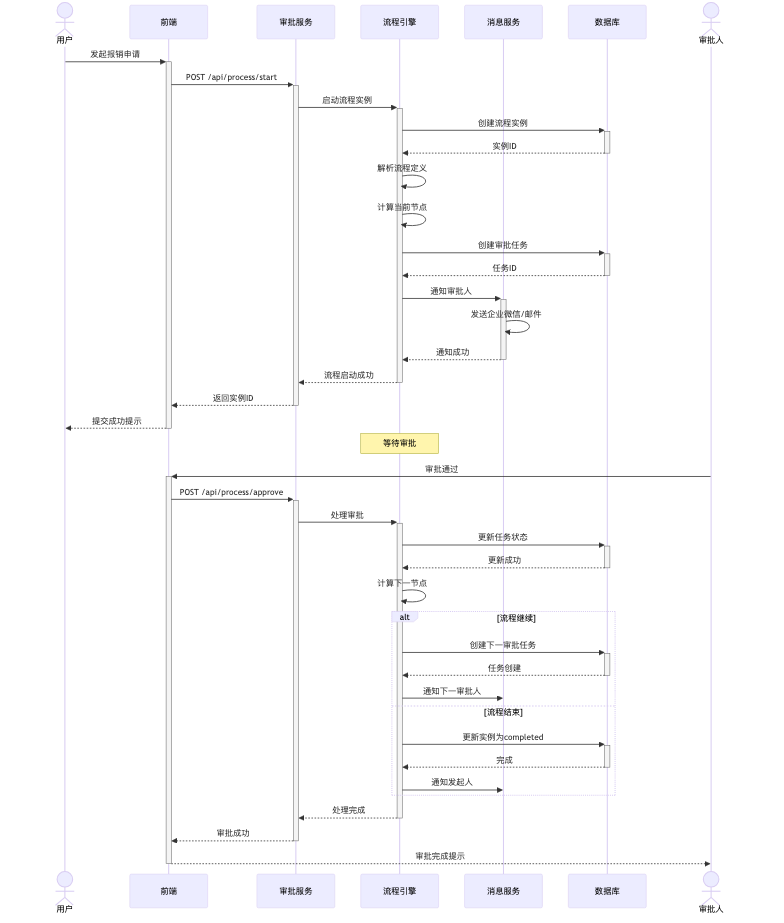 用户
前端
审批服务
流程引擎
消息服务
数据库
审批人
发起报销申请
POST /api/process/start
启动流程实例
创建流程实例
实例ID
解析流程定义
计算当前节点
创建审批任务
任务ID
通知审批人
发送企业微信/邮件
通知成功
流程启动成功
返回实例ID
提交成功提示
等待审批
审批通过
POST /api/process/approve
处理审批
更新任务状态
更新成功
计算下一节点
alt
[流程继续]
创建下一审批任务
任务创建
通知下一审批人
[流程结束]
更新实例为completed
完成
通知发起人
处理完成
审批成功
审批完成提示
用户
前端
审批服务
流程引擎
消息服务
数据库
审批人